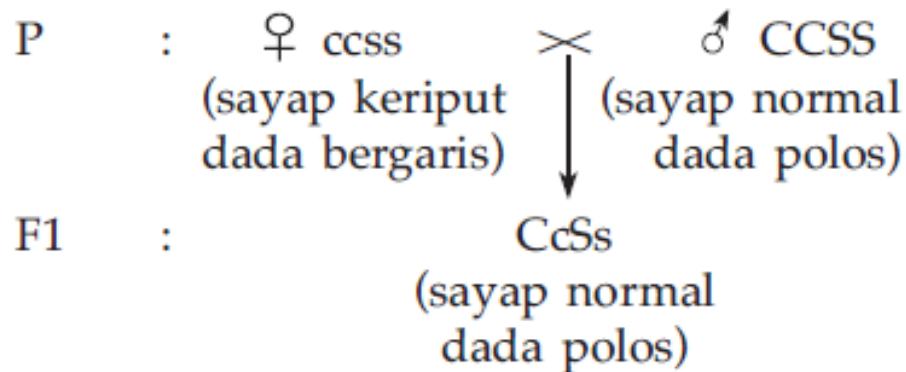 P : ♀ ccss × ♂ CCSS
(sayap keriput (sayap normal
dada bergaris) dada polos)
F1 : CcSs
(sayap normal
dada polos)